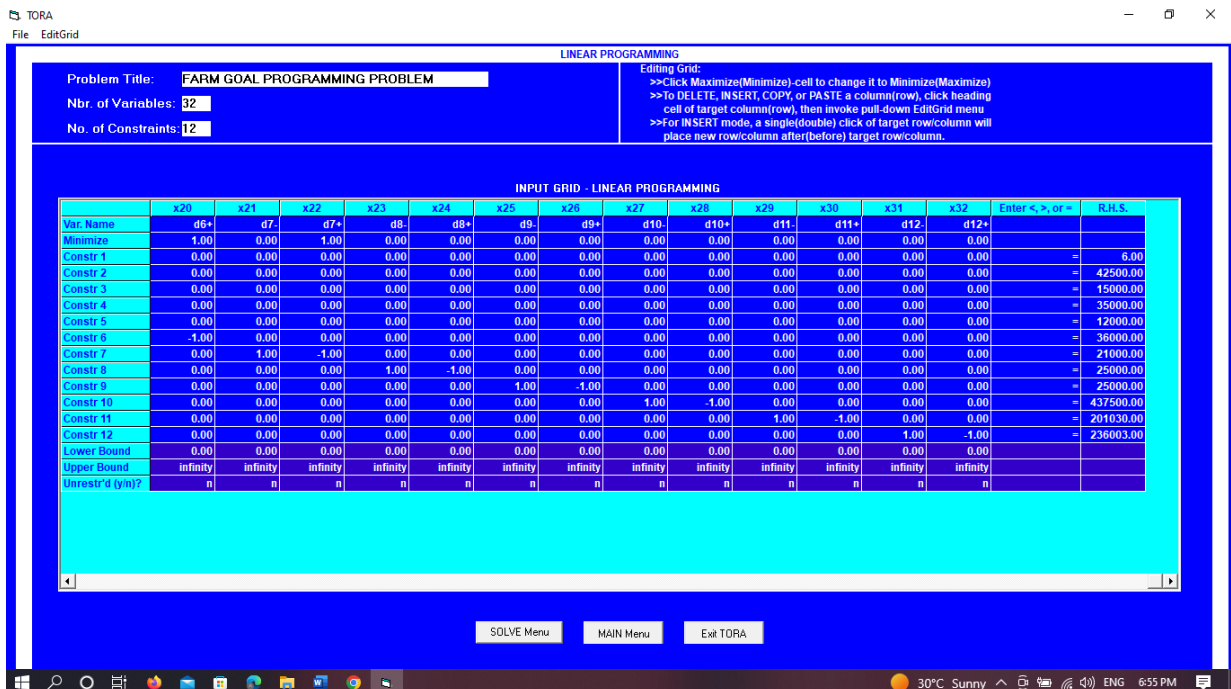 TORA
File EditGrid
LINEAR PROGRAMMING
Problem Title: FARM GOAL PROGRAMMING PROBLEM
Nbr. of Variables: 32
No. of Constraints: 12
Editing Grid:
>>Click Maximize(Minimize)-cell to change it to Minimize(Maximize)
>>To DELETE, INSERT, COPY, or PASTE a column(row), click heading
cell of target column(row), then invoke pull-down EditGrid menu
>>For INSERT mode, a single(double) click of target row/column will
place new row/column after(before) target row/column.
INPUT GRID - LINEAR PROGRAMMING
x20 x21 x22 x23 x24 x25 x26 x27 x28 x29 x30 x31 x32 Enter <, >, or = R.H.S.
Var. Name d6+ d7- d7+ d8- d8+ d9- d9+ d10- d10+ d11- d11+ d12- d12+
Minimize 1.00 0.00 1.00 0.00 0.00 0.00 0.00 0.00 0.00 0.00 0.00 0.00 0.00
Constr 1 0.00 0.00 0.00 0.00 0.00 0.00 0.00 0.00 0.00 0.00 0.00 0.00 0.00 = 6.00
Constr 2 0.00 0.00 0.00 0.00 0.00 0.00 0.00 0.00 0.00 0.00 0.00 0.00 0.00 = 42500.00
Constr 3 0.00 0.00 0.00 0.00 0.00 0.00 0.00 0.00 0.00 0.00 0.00 0.00 0.00 = 15000.00
Constr 4 0.00 0.00 0.00 0.00 0.00 0.00 0.00 0.00 0.00 0.00 0.00 0.00 0.00 = 35000.00
Constr 5 0.00 0.00 0.00 0.00 0.00 0.00 0.00 0.00 0.00 0.00 0.00 0.00 0.00 = 12000.00
Constr 6 -1.00 0.00 0.00 0.00 0.00 0.00 0.00 0.00 0.00 0.00 0.00 0.00 0.00 = 36000.00
Constr 7 0.00 1.00 -1.00 0.00 0.00 0.00 0.00 0.00 0.00 0.00 0.00 0.00 0.00 = 21000.00
Constr 8 0.00 0.00 0.00 1.00 -1.00 0.00 0.00 0.00 0.00 0.00 0.00 0.00 0.00 = 25000.00
Constr 9 0.00 0.00 0.00 0.00 0.00 1.00 -1.00 0.00 0.00 0.00 0.00 0.00 0.00 = 25000.00
Constr 10 0.00 0.00 0.00 0.00 0.00 0.00 0.00 1.00 -1.00 0.00 0.00 0.00 0.00 = 437500.00
Constr 11 0.00 0.00 0.00 0.00 0.00 0.00 0.00 0.00 0.00 1.00 -1.00 0.00 0.00 = 201030.00
Constr 12 0.00 0.00 0.00 0.00 0.00 0.00 0.00 0.00 0.00 0.00 0.00 1.00 -1.00 = 236003.00
Lower Bound 0.00 0.00 0.00 0.00 0.00 0.00 0.00 0.00 0.00 0.00 0.00 0.00 0.00
Upper Bound infinity infinity infinity infinity infinity infinity infinity infinity infinity infinity infinity infinity infinity
Unrestr'd (y/n)? n n n n n n n n n n n n n
SOLVE Menu MAIN Menu Exit TORA
30°C Sunny ENG 6:55 PM